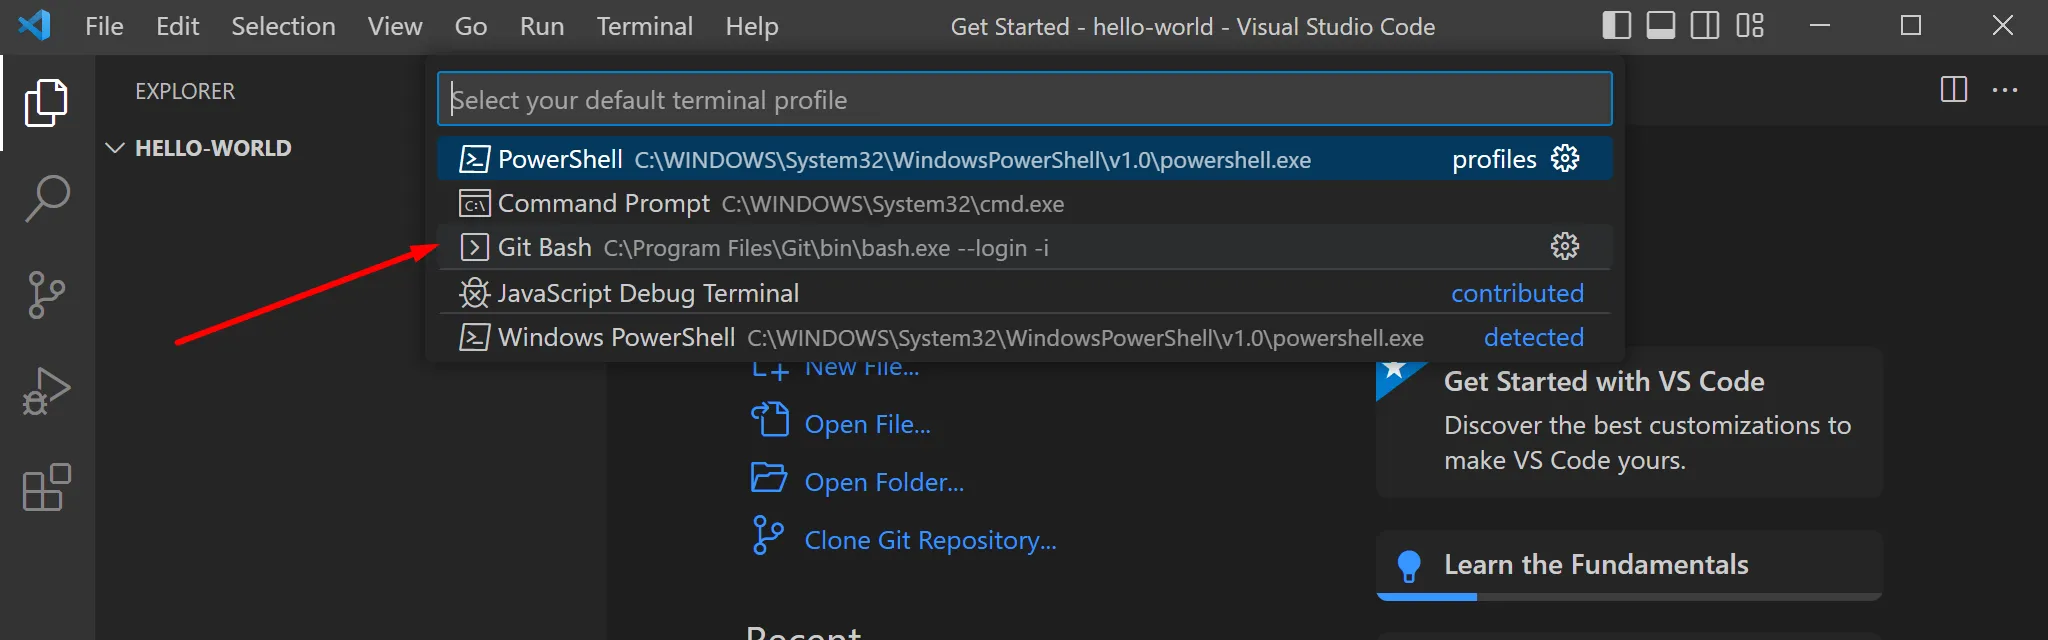 File Edit Selection View Go Run Terminal Help Get Started - hello-world - Visual Studio Code
EXPLORER
HELLO-WORLD
Select your default terminal profile
PowerShell C:\WINDOWS\System32\WindowsPowerShell\v1.0\powershell.exe profiles
Command Prompt C:\WINDOWS\System32\cmd.exe
Git Bash C:\Program Files\Git\bin\bash.exe --login -i
JavaScript Debug Terminal contributed
Windows PowerShell C:\WINDOWS\System32\WindowsPowerShell\v1.0\powershell.exe detected
New File...
Open File...
Open Folder...
Clone Git Repository...
Recent
Get Started with VS Code
Discover the best customizations to
make VS Code yours.
Learn the Fundamentals